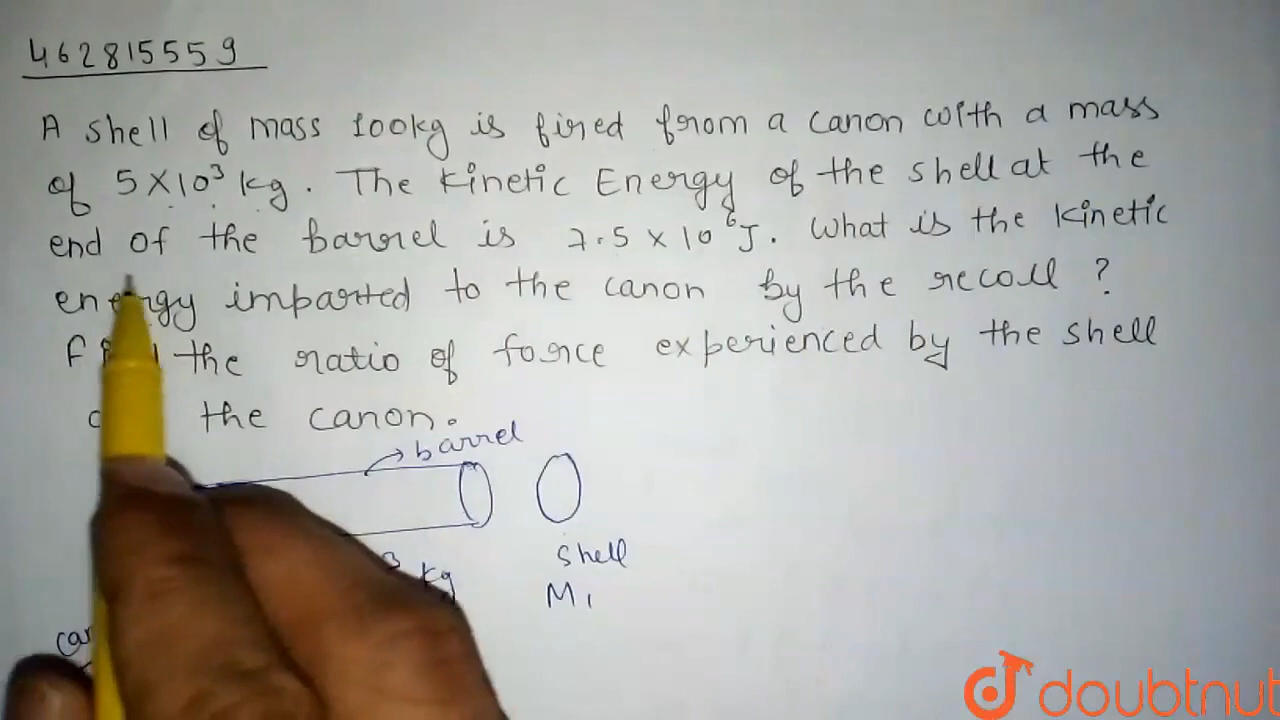 462815559
A shell of mass 100kg is fired from a canon with a mass
of 5×10³ kg. The Kinetic Energy of the shell at the
end of the barrel is 7.5 × 10⁶J. What is the kinetic
energy imparted to the canon by the recoil ?
the ratio of force experienced by the shell
the canon.
barrel
shell
kg
M₁
doubtnut